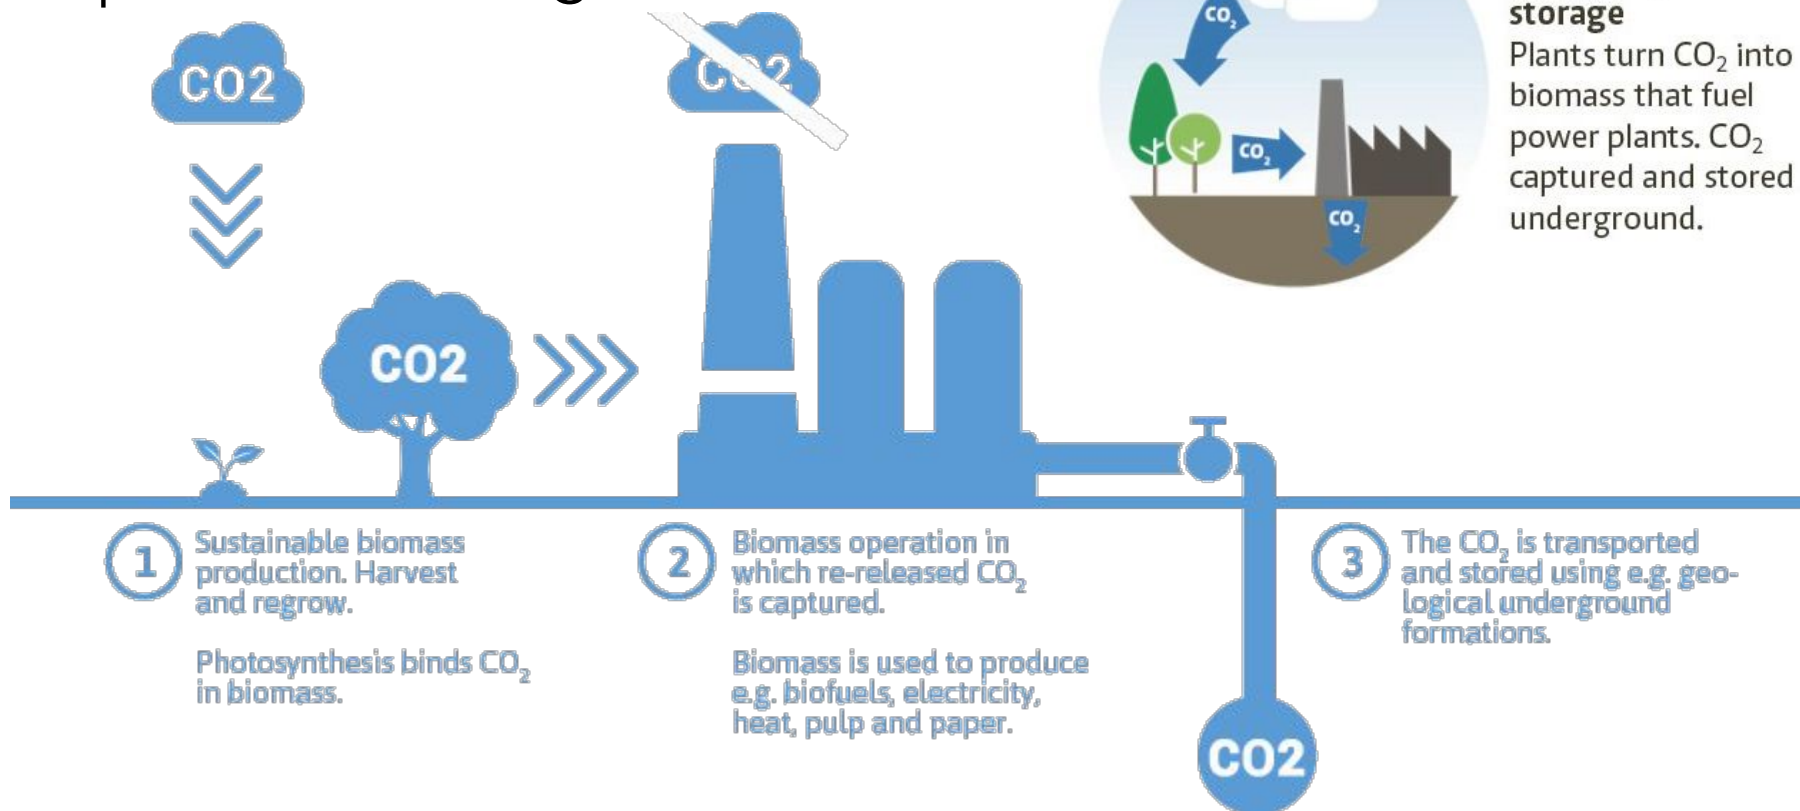 CO2
CO2
CO₂
storage
Plants turn CO₂ into
biomass that fuel
power plants. CO₂
captured and stored
underground.
CO₂
CO₂
CO2
1
Sustainable biomass
production. Harvest
and regrow.
Photosynthesis binds CO₂
in biomass.
2
Biomass operation in
which re-released CO₂
is captured.
Biomass is used to produce
e.g. biofuels, electricity,
heat, pulp and paper.
3
The CO₂ is transported
and stored using e.g. geo-
logical underground
formations.
CO2